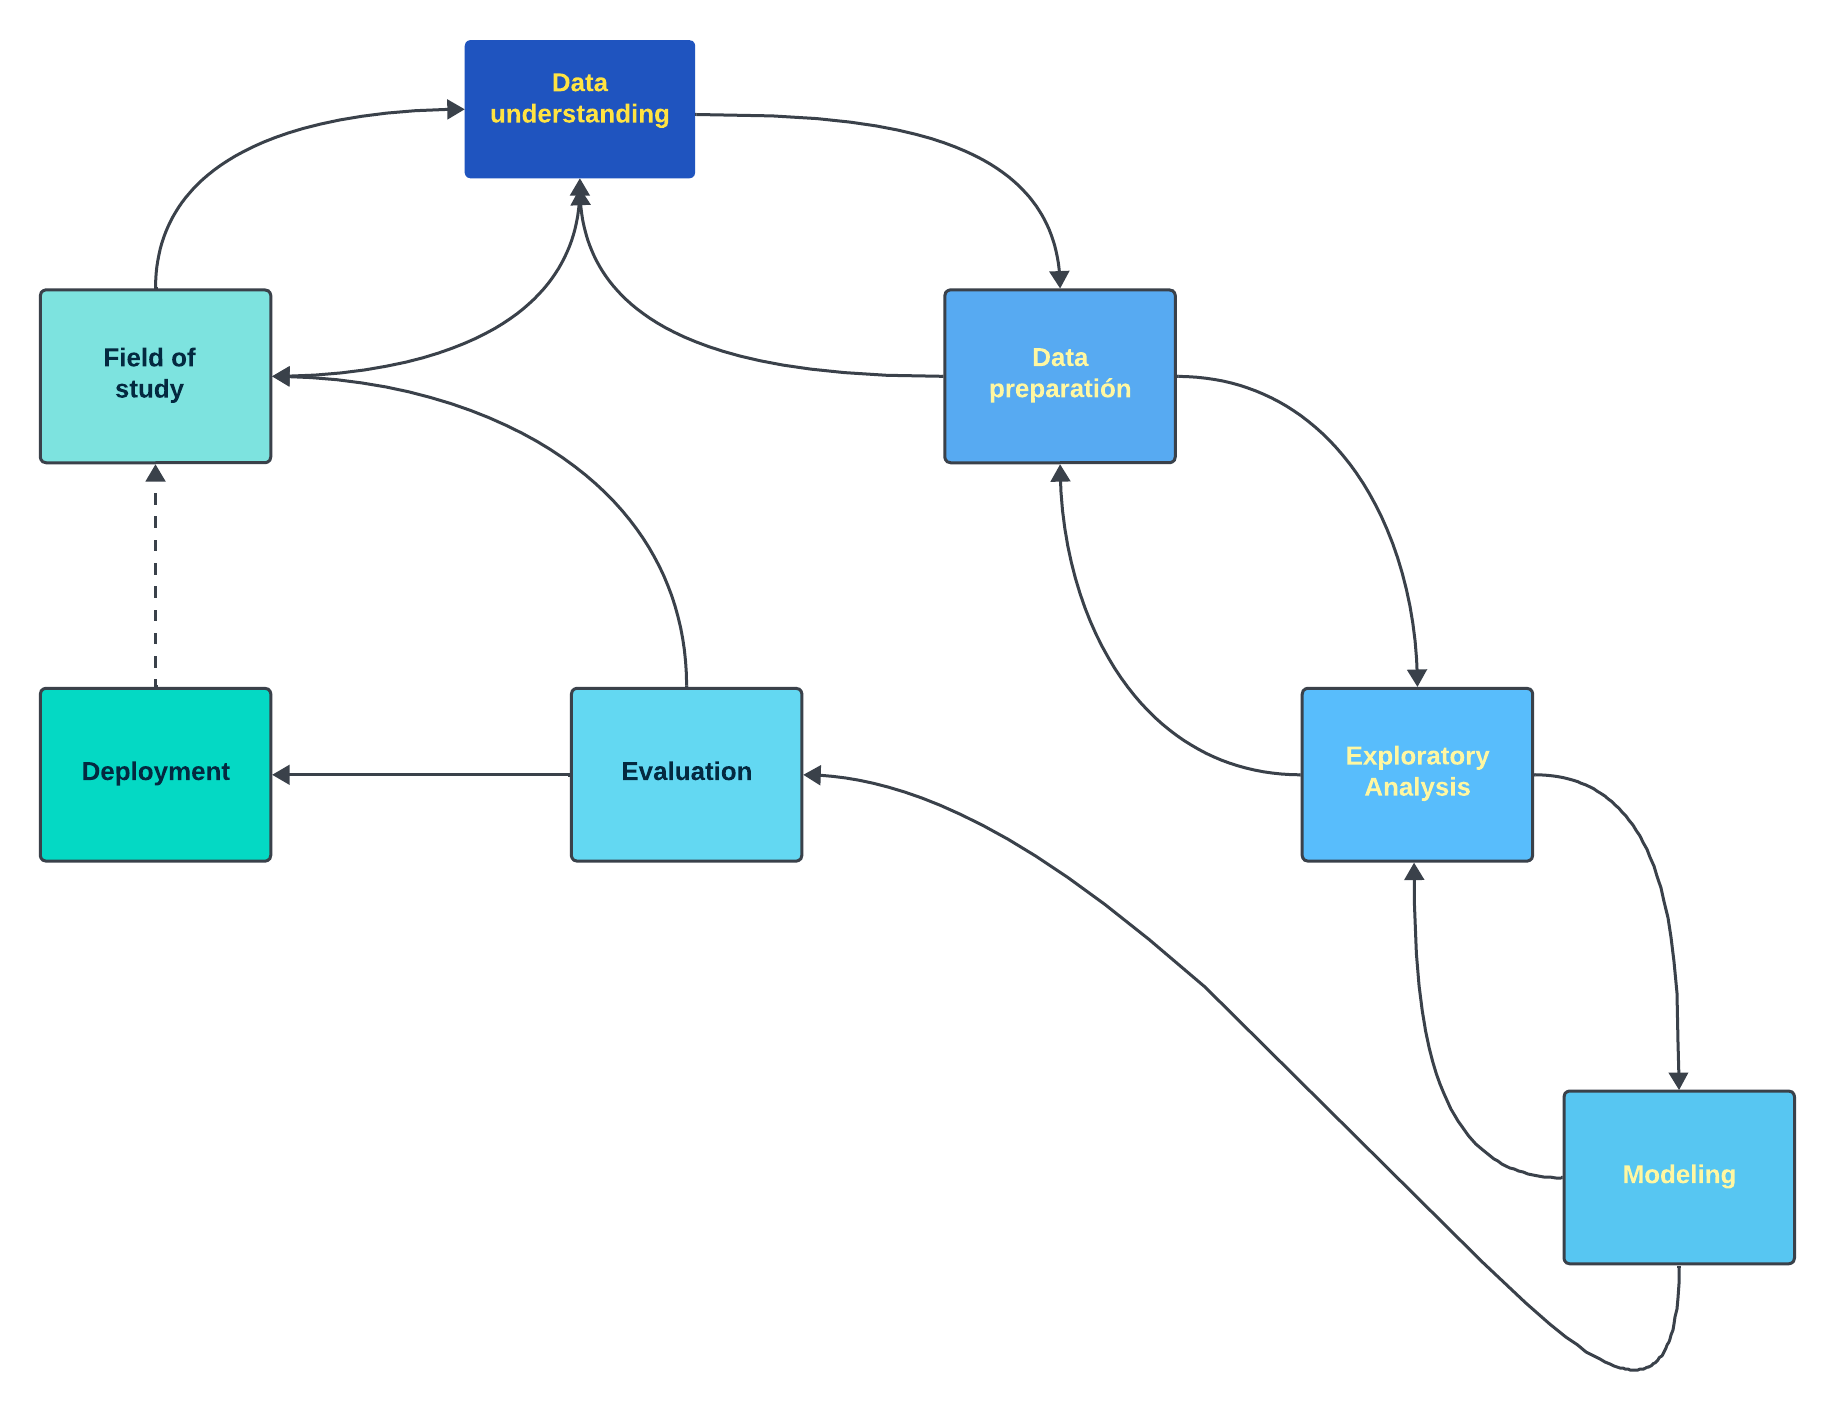 Data
understanding
Field of
study
Data
preparatión
Deployment
Evaluation
Exploratory
Analysis
Modeling